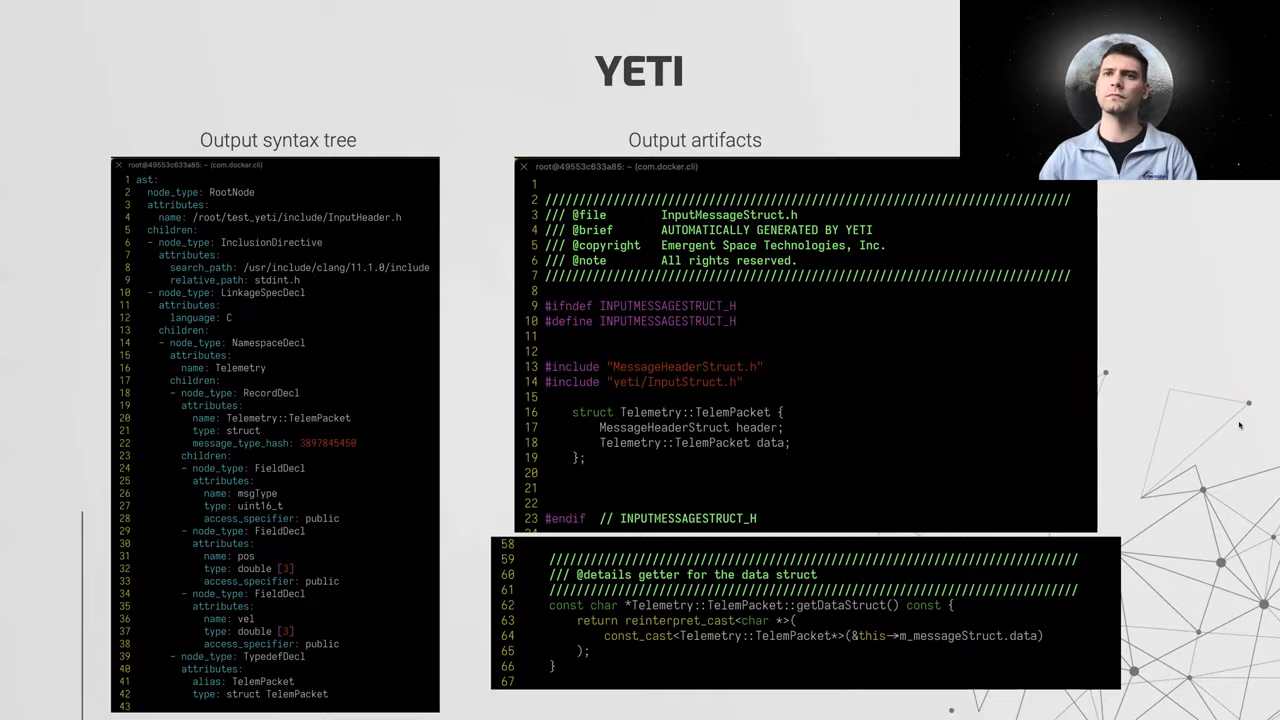 YETI
Output syntax tree
root@49553c633a85: ~ (com.docker.cli)
1 ast:
2 node_type: RootNode
3 attributes:
4 name: /root/test_yeti/include/InputHeader.h
5 children:
6 - node_type: InclusionDirective
7 attributes:
8 search_path: /usr/include/clang/11.1.0/include
9 relative_path: stdint.h
10 - node_type: LinkageSpecDecl
11 attributes:
12 language: C
13 children:
14 - node_type: NamespaceDecl
15 attributes:
16 name: Telemetry
17 children:
18 - node_type: RecordDecl
19 attributes:
20 name: Telemetry::TelemPacket
21 type: struct
22 message_type_hash: 3897845450
23 children:
24 - node_type: FieldDecl
25 attributes:
26 name: msgType
27 type: uint16_t
28 access_specifier: public
29 - node_type: FieldDecl
30 attributes:
31 name: pos
32 type: double [3]
33 access_specifier: public
34 - node_type: FieldDecl
35 attributes:
36 name: vel
37 type: double [3]
38 access_specifier: public
39 - node_type: TypedefDecl
40 attributes:
41 alias: TelemPacket
42 type: struct TelemPacket
43
Output artifacts
root@49553c633a85: ~ (com.docker.cli)
1
2 //////////////////////////////////////////////////////////////////////////////
3 /// @file InputMessageStruct.h
4 /// @brief AUTOMATICALLY GENERATED BY YETI
5 /// @copyright Emergent Space Technologies, Inc.
6 /// @note All rights reserved.
7 //////////////////////////////////////////////////////////////////////////////
8
9 #ifndef INPUTMESSAGESTRUCT_H
10 #define INPUTMESSAGESTRUCT_H
11
12
13 #include "MessageHeaderStruct.h"
14 #include "yeti/InputStruct.h"
15
16 struct Telemetry::TelemPacket {
17 MessageHeaderStruct header;
18 Telemetry::TelemPacket data;
19 };
20
21
22
23 #endif // INPUTMESSAGESTRUCT_H
58
59 //////////////////////////////////////////////////////////////////////////////
60 /// @details getter for the data struct
61 //////////////////////////////////////////////////////////////////////////////
62 const char *Telemetry::TelemPacket::getDataStruct() const {
63 return reinterpret_cast<char *>(
64 const_cast<Telemetry::TelemPacket*>(&this->m_messageStruct.data)
65 );
66 }
67